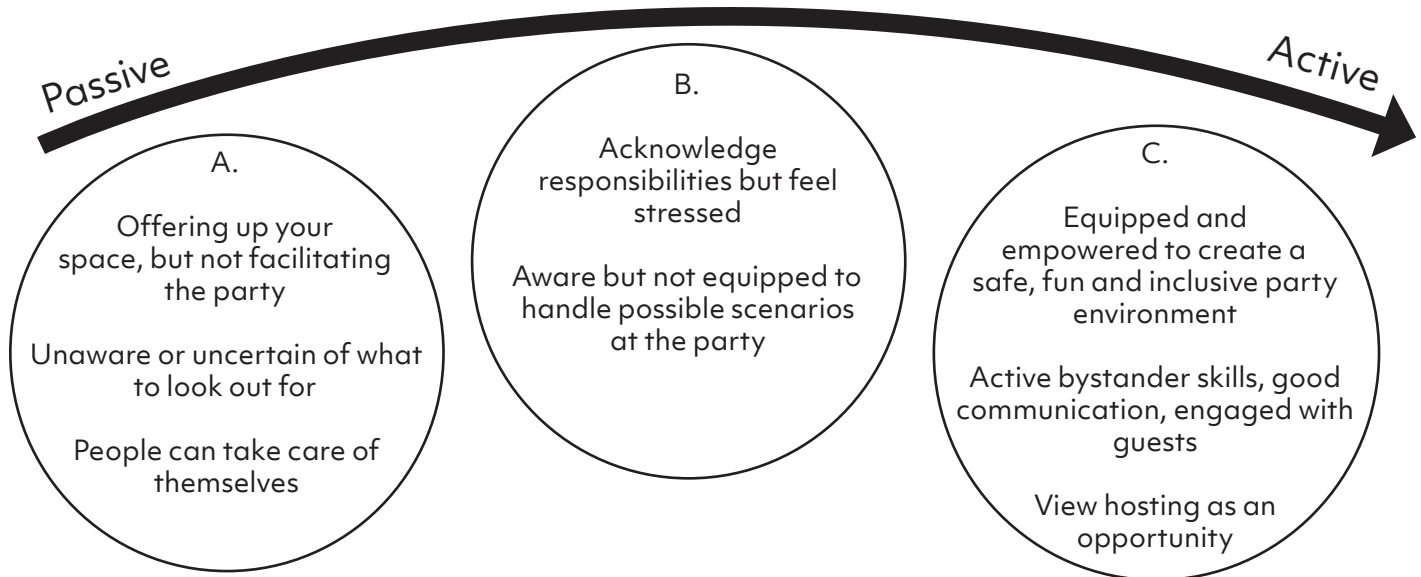 Passive
Active
A.
Offering up your
space, but not facilitating
the party
Unaware or uncertain of what
to look out for
People can take care of
themselves
B.
Acknowledge
responsibilities but feel
stressed
Aware but not equipped to
handle possible scenarios
at the party
C.
Equipped and
empowered to create a
safe, fun and inclusive party
environment
Active bystander skills, good
communication, engaged with
guests
View hosting as an
opportunity